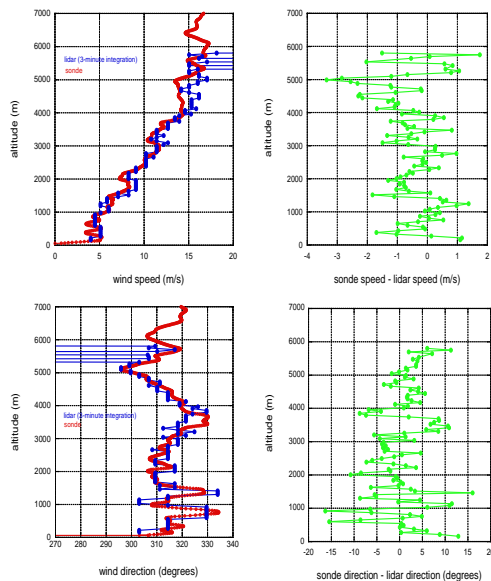 7000
6000
5000
4000
3000
2000
1000
0
altitude (m)
lidar (3-minute integration)
sonde
0 5 10 15 20
wind speed (m/s)
7000
6000
5000
4000
3000
2000
1000
0
altitude (m)
-4 -3 -2 -1 0 1 2
sonde speed - lidar speed (m/s)
7000
6000
5000
4000
3000
2000
1000
0
altitude (m)
lidar (3-minute integration)
sonde
270 280 290 300 310 320 330 340
wind direction (degrees)
7000
6000
5000
4000
3000
2000
1000
0
altitude (m)
-20 -15 -10 -5 0 5 10 15 20
sonde direction - lidar direction (degrees)